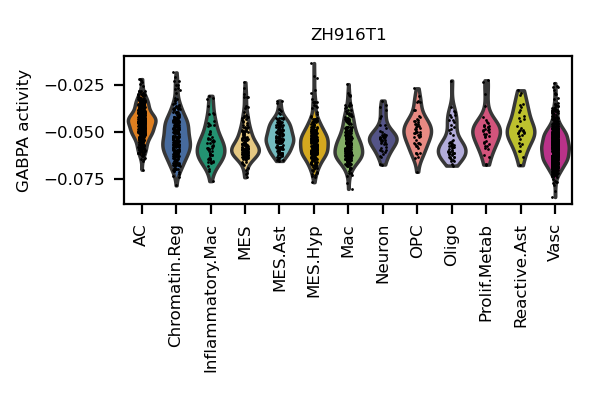 ZH916T1
GABPA activity
−0.025
−0.050
−0.075
AC
Chromatin.Reg
Inflammatory.Mac
MES
MES.Ast
MES.Hyp
Mac
Neuron
OPC
Oligo
Prolif.Metab
Reactive.Ast
Vasc